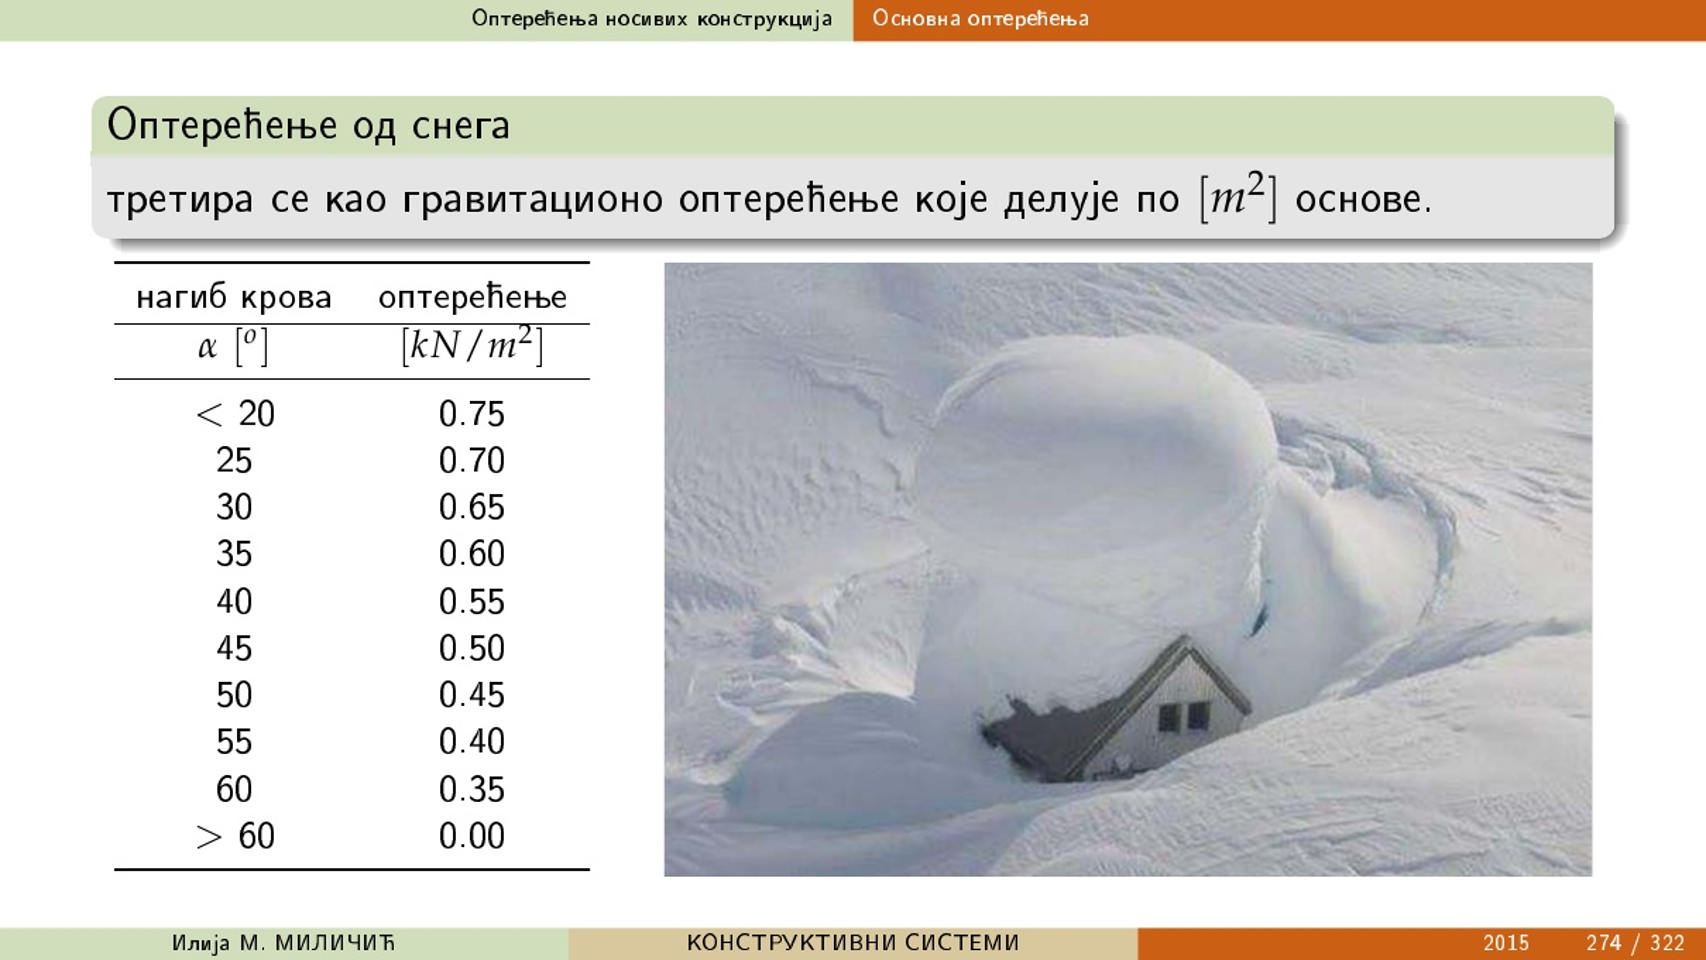 Оптерећења носивих конструкција Основна оптерећења
Оптерећење од снега
третира се као гравитационо оптерећење које делује по [m²] основе.
нагиб крова оптерећење
α [°] [kN/m²]
< 20 0.75
25 0.70
30 0.65
35 0.60
40 0.55
45 0.50
50 0.45
55 0.40
60 0.35
> 60 0.00
Илија М. МИЛИЧИЋ КОНСТРУКТИВНИ СИСТЕМИ 2015 274 / 322